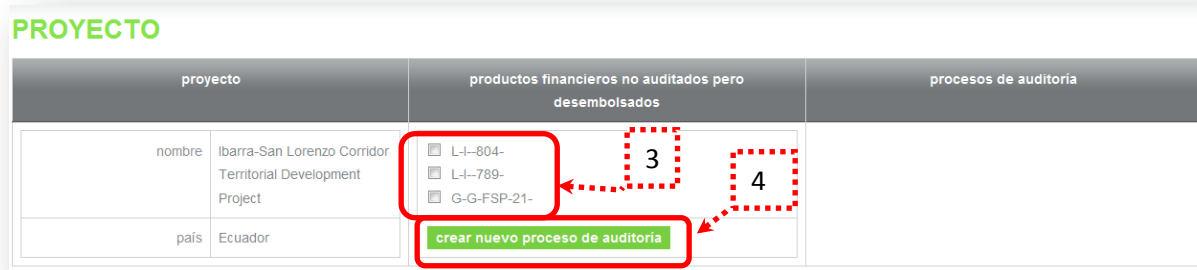 PROYECTO
proyecto
productos financieros no auditados pero
desembolsados
procesos de auditoría
nombre
Ibarra-San Lorenzo Corridor
Territorial Development
Project
L-I--804-
L-I--789-
G-G-FSP-21-
3
4
país
Ecuador
crear nuevo proceso de auditoría